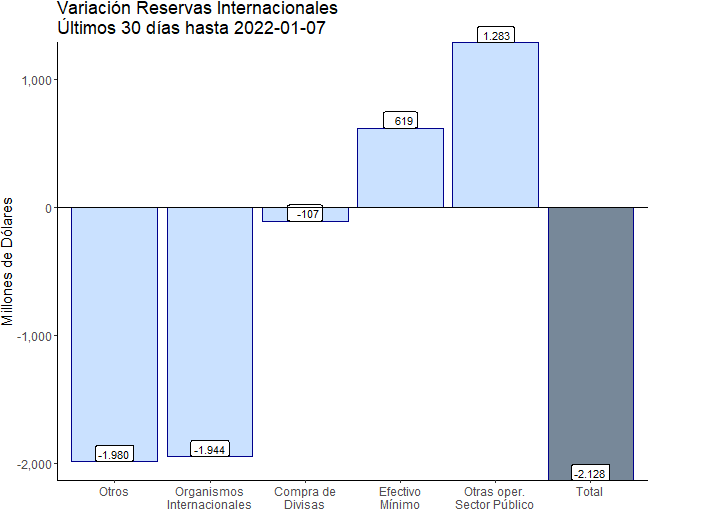 Variación Reservas Internacionales
Últimos 30 días hasta 2022-01-07
Millones de Dólares
1,000
0
-1,000
-2,000
-1.980
-1.944
-107
619
1.283
-2.128
Otros
Organismos
Internacionales
Compra de
Divisas
Efectivo
Mínimo
Otras oper.
Sector Público
Total